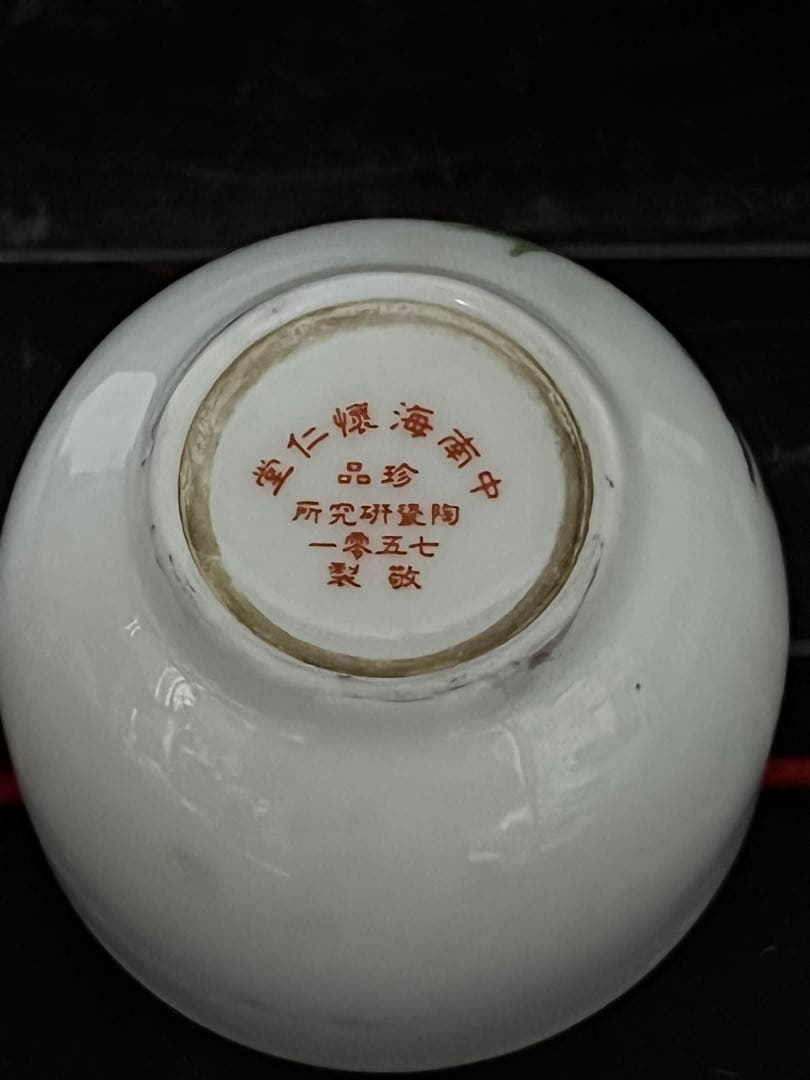 中南海懷仁堂
珍品
陶瓷研究所
七五零一
敬製